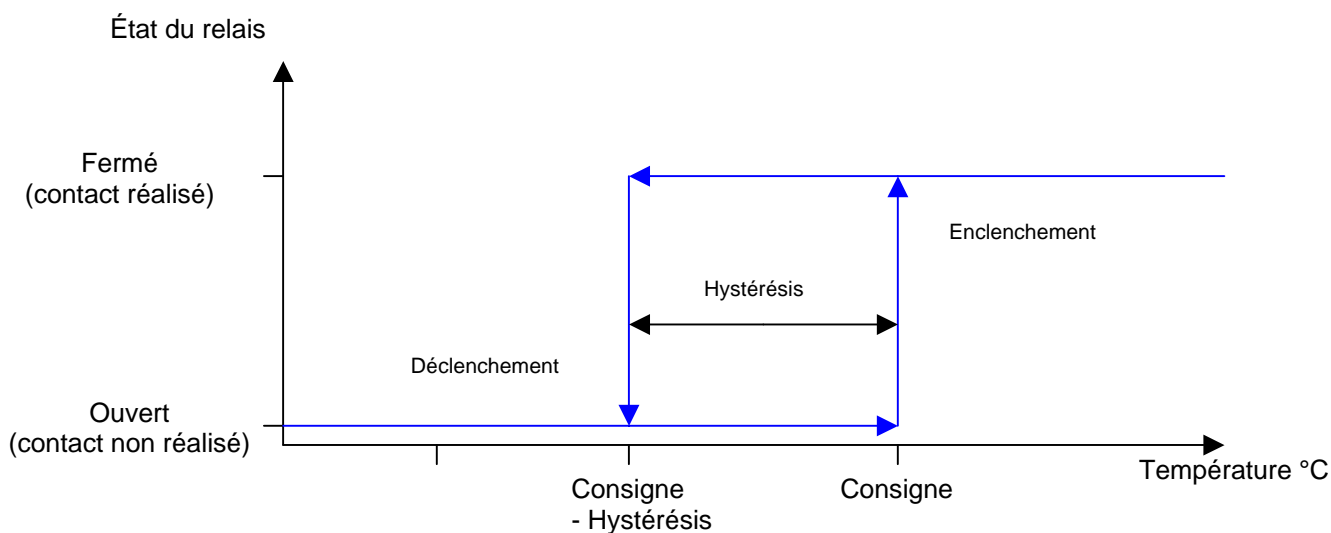 État du relais
Fermé
(contact réalisé)
Enclenchement
Hystérésis
Déclenchement
Ouvert
(contact non réalisé)
Température °C
Consigne
- Hystérésis
Consigne